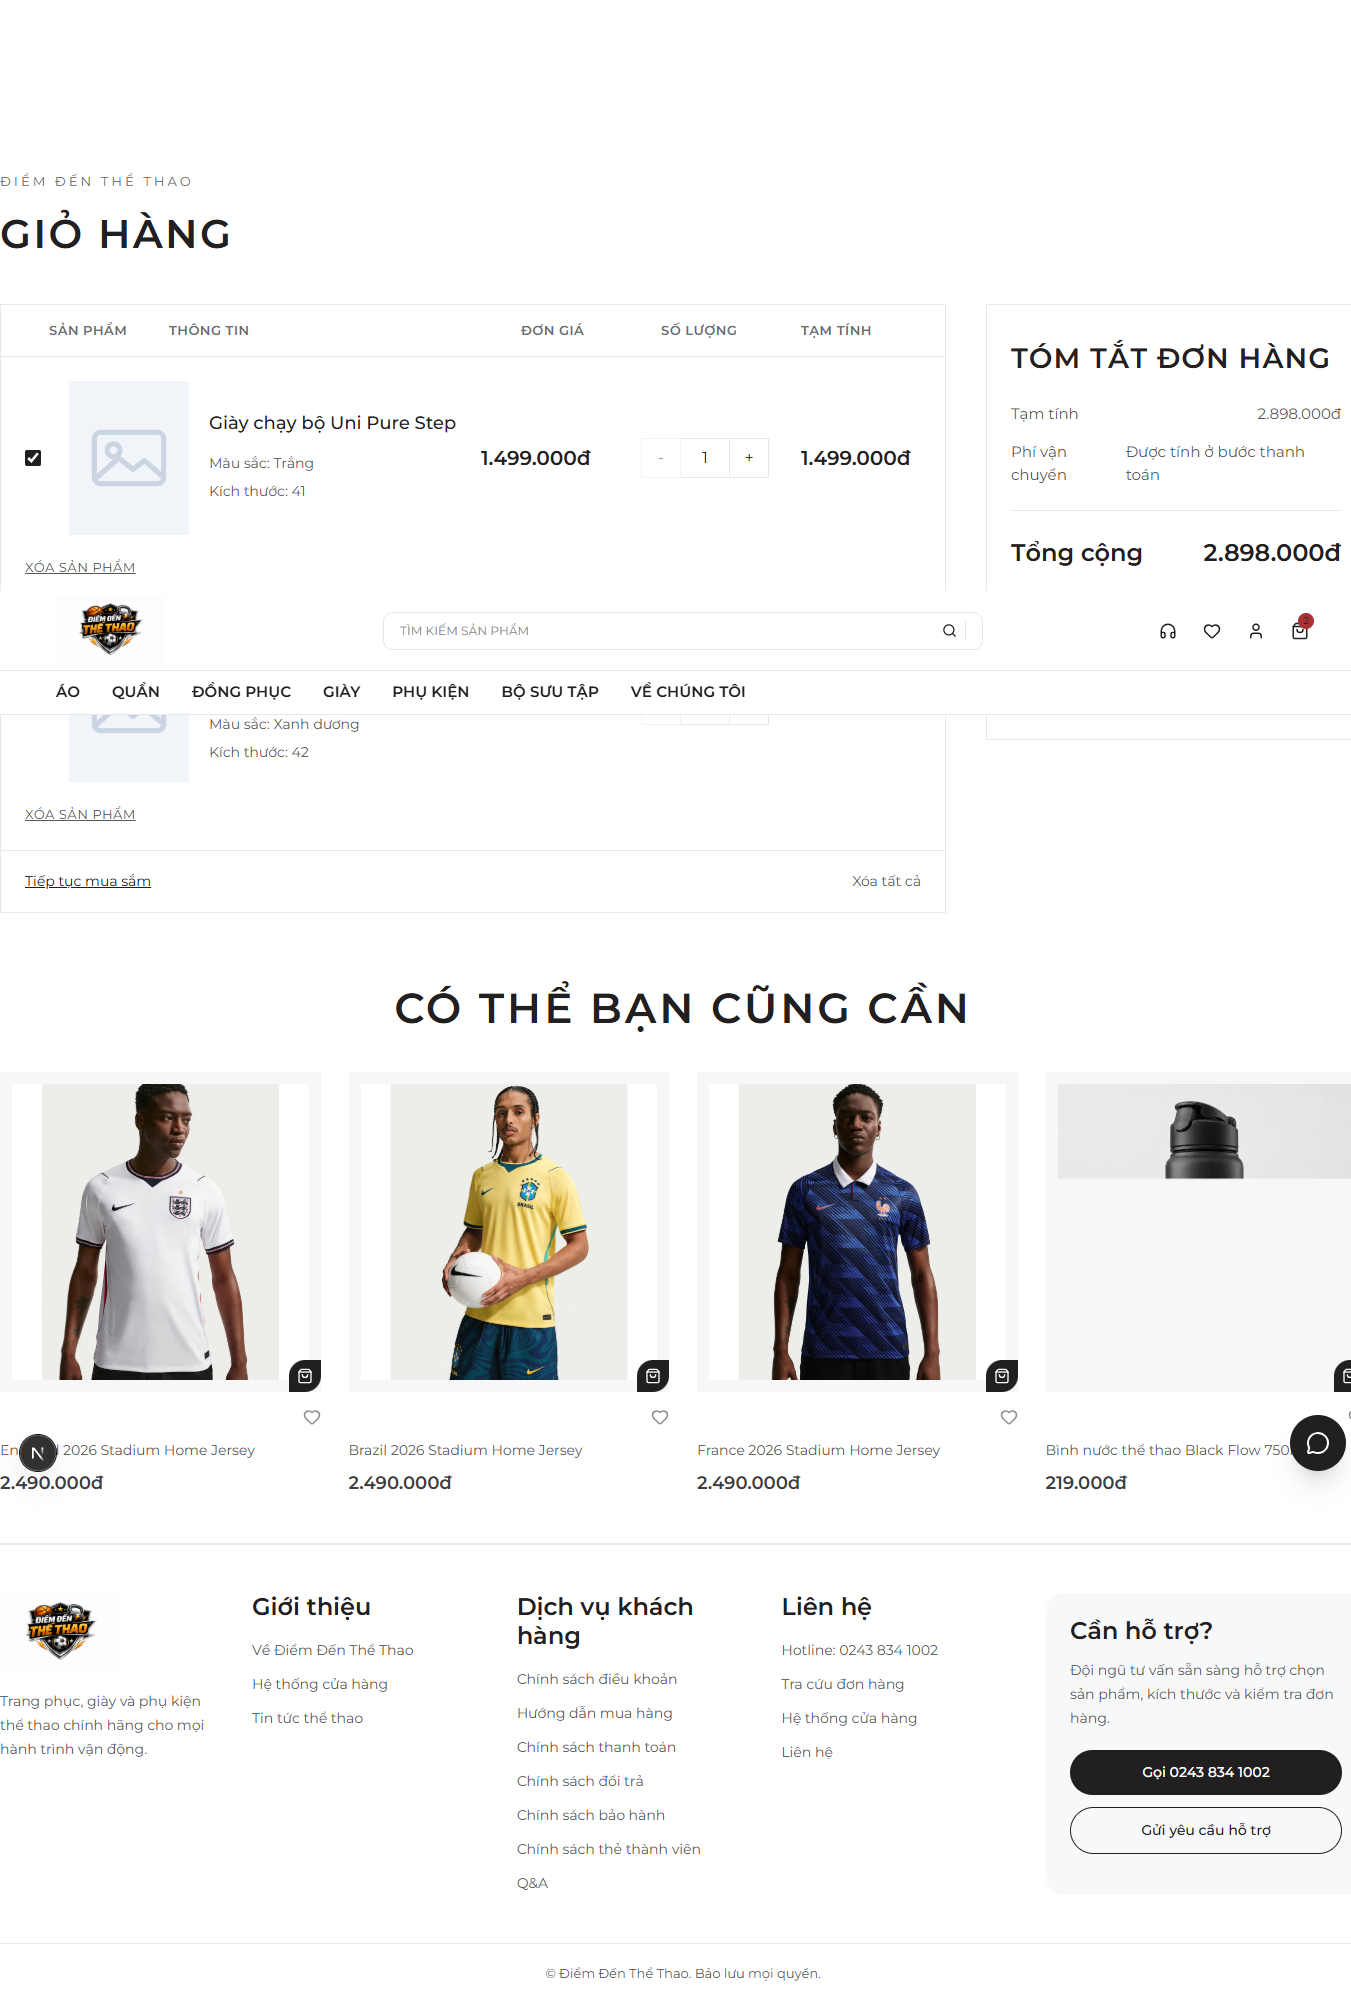 ĐIỂM ĐẾN THỂ THAO
GIỎ HÀNG
SẢN PHẨM THÔNG TIN ĐƠN GIÁ SỐ LƯỢNG TẠM TÍNH
Giày chạy bộ Uni Pure Step
Màu sắc: Trắng
Kích thước: 41
1.499.000đ - 1 + 1.499.000đ
XÓA SẢN PHẨM
TÓM TẮT ĐƠN HÀNG
Tạm tính 2.898.000đ
Phí vận chuyển Được tính ở bước thanh toán
Tổng cộng 2.898.000đ
ĐIỂM ĐẾN
THỂ THAO
TÌM KIẾM SẢN PHẨM
2
ÁO QUẦN ĐỒNG PHỤC GIÀY PHỤ KIỆN BỘ SƯU TẬP VỀ CHÚNG TÔI
Màu sắc: Xanh dương
Kích thước: 42
XÓA SẢN PHẨM
Tiếp tục mua sắm Xóa tất cả
CÓ THỂ BẠN CŨNG CẦN
BRASIL
2026 Stadium Home Jersey
2.490.000đ
Brazil 2026 Stadium Home Jersey
2.490.000đ
France 2026 Stadium Home Jersey
2.490.000đ
Bình nước thể thao Black Flow
219.000đ
N
ĐIỂM ĐẾN
THỂ THAO
Trang phục, giày và phụ kiện
thể thao chính hãng cho mọi
hành trình vận động.
Giới thiệu
Về Điểm Đến Thể Thao
Hệ thống cửa hàng
Tin tức thể thao
Dịch vụ khách
hàng
Chính sách điều khoản
Hướng dẫn mua hàng
Chính sách thanh toán
Chính sách đổi trả
Chính sách bảo hành
Chính sách thẻ thành viên
Q&A
Liên hệ
Hotline: 0243 834 1002
Tra cứu đơn hàng
Hệ thống cửa hàng
Liên hệ
Cần hỗ trợ?
Đội ngũ tư vấn sẵn sàng hỗ trợ chọn
sản phẩm, kích thước và kiểm tra đơn
hàng.
Gọi 0243 834 1002
Gửi yêu cầu hỗ trợ
© Điểm Đến Thể Thao. Bảo lưu mọi quyền.